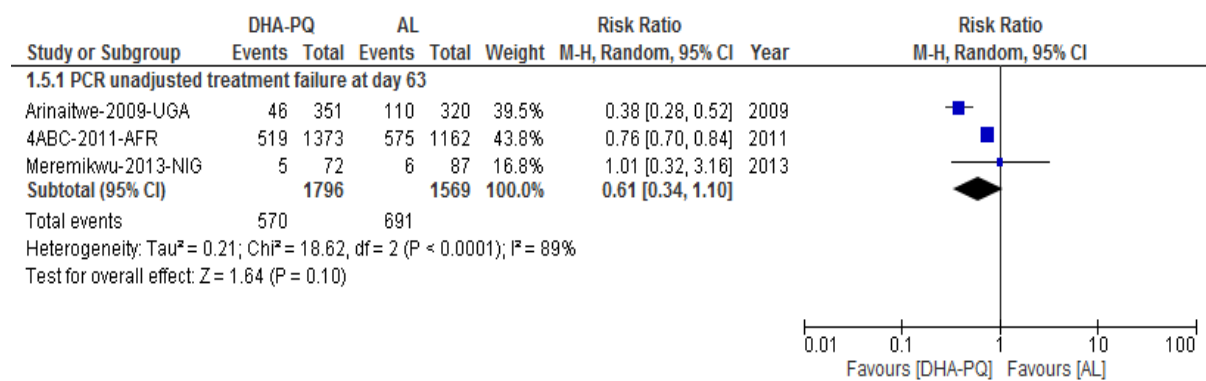 DHA-PQ AL Risk Ratio Risk Ratio
Study or Subgroup Events Total Events Total Weight M-H, Random, 95% CI Year M-H, Random, 95% CI
1.5.1 PCR unadjusted treatment failure at day 63
Arinaitwe-2009-UGA 46 351 110 320 39.5% 0.38 [0.28, 0.52] 2009
4ABC-2011-AFR 519 1373 575 1162 43.8% 0.76 [0.70, 0.84] 2011
Meremikwu-2013-NIG 5 72 6 87 16.8% 1.01 [0.32, 3.16] 2013
Subtotal (95% CI) 1796 1569 100.0% 0.61 [0.34, 1.10]
Total events 570 691
Heterogeneity: Tau² = 0.21; Chi² = 18.62, df = 2 (P < 0.0001); I² = 89%
Test for overall effect: Z = 1.64 (P = 0.10)
0.01 0.1 1 10 100
Favours [DHA-PQ] Favours [AL]